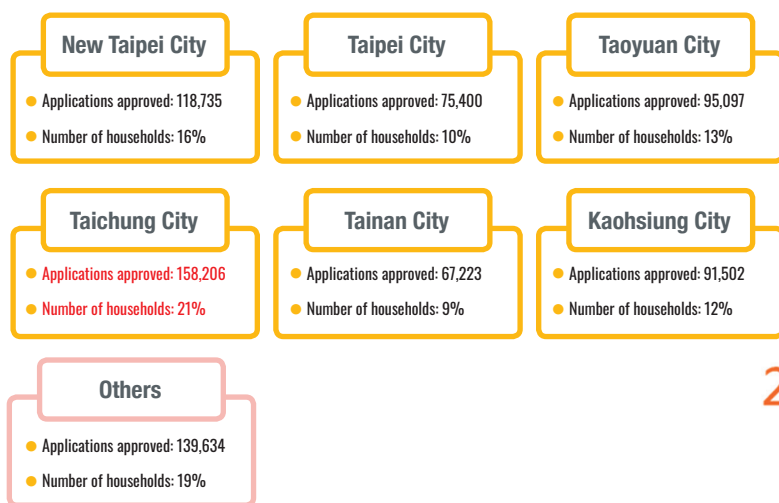 New Taipei City
Applications approved: 118,735
Number of households: 16%
Taipei City
Applications approved: 75,400
Number of households: 10%
Taoyuan City
Applications approved: 95,097
Number of households: 13%
Taichung City
Applications approved: 158,206
Number of households: 21%
Tainan City
Applications approved: 67,223
Number of households: 9%
Kaohsiung City
Applications approved: 91,502
Number of households: 12%
Others
Applications approved: 139,634
Number of households: 19%
2